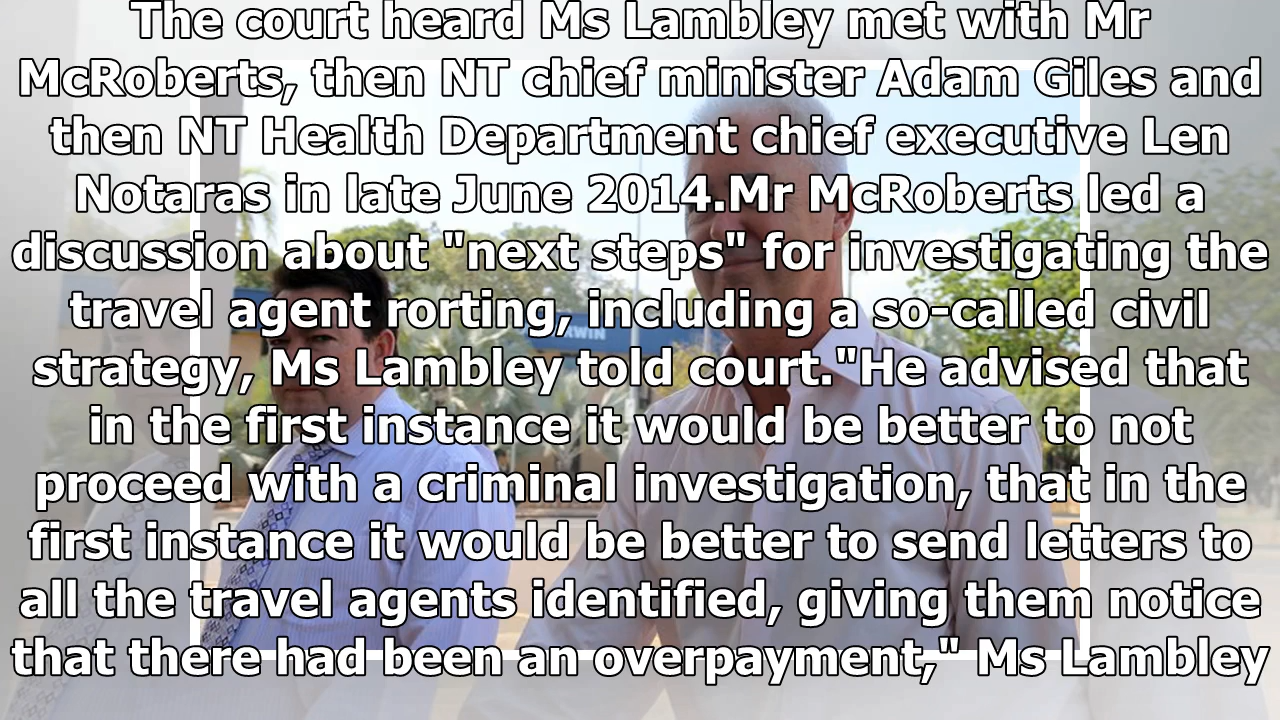 The court heard Ms Lambley met with Mr
McRoberts, then NT chief minister Adam Giles and
then NT Health Department chief executive Len
Notaras in late June 2014.Mr McRoberts led a
discussion about "next steps" for investigating the
travel agent rorting, including a so-called civil
strategy, Ms Lambley told court."He advised that
in the first instance it would be better to not
proceed with a criminal investigation, that in the
first instance it would be better to send letters to
all the travel agents identified, giving them notice
that there had been an overpayment," Ms Lambley